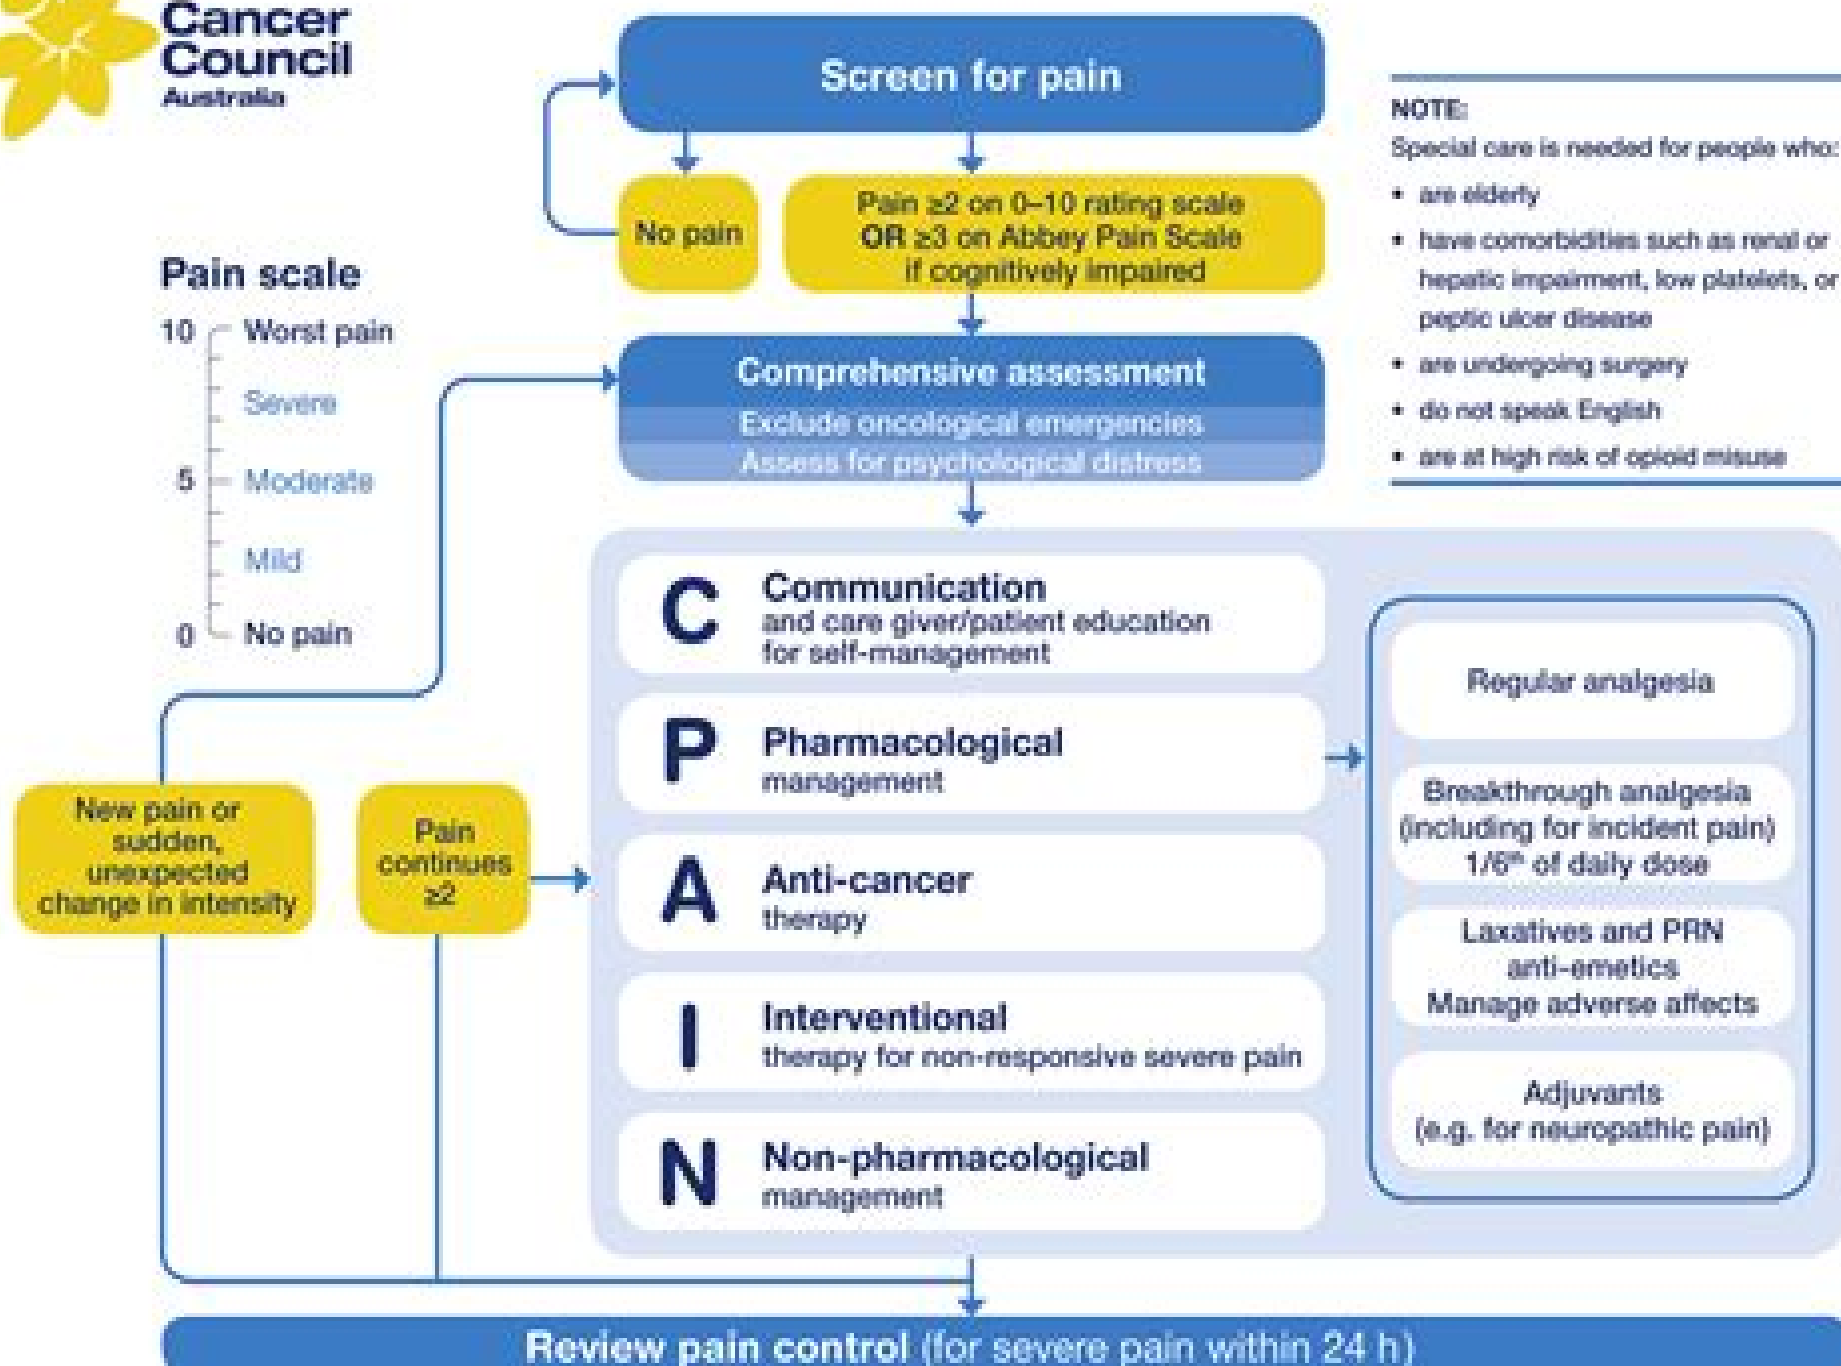 Cancer
Council
Australia
Screen for pain
No pain
Pain ≥2 on 0–10 rating scale
OR ≥3 on Abbey Pain Scale
if cognitively impaired
NOTE:
Special care is needed for people who:
• are elderly
• have comorbidities such as renal or
hepatic impairment, low platelets, or
peptic ulcer disease
• are undergoing surgery
• do not speak English
• are at high risk of opioid misuse
Pain scale
10 Worst pain
Severe
5 Moderate
Mild
0 No pain
Comprehensive assessment
Exclude oncological emergencies
Assess for psychological distress
C Communication
and care giver/patient education
for self-management
P Pharmacological
management
A Anti-cancer
therapy
I Interventional
therapy for non-responsive severe pain
N Non-pharmacological
management
Regular analgesia
Breakthrough analgesia
(including for incident pain)
1/6th of daily dose
Laxatives and PRN
anti-emetics
Manage adverse affects
Adjuvants
(e.g. for neuropathic pain)
New pain or
sudden,
unexpected
change in intensity
Pain
continues
≥2
Review pain control (for severe pain within 24 h)